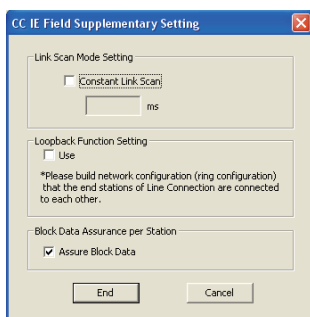 CC IE Field Supplementary Setting
Link Scan Mode Setting
Constant Link Scan
ms
Loopback Function Setting
Use
*Please build network configuration (ring configuration)
that the end stations of Line Connection are connected
to each other.
Block Data Assurance per Station
Assure Block Data
End
Cancel